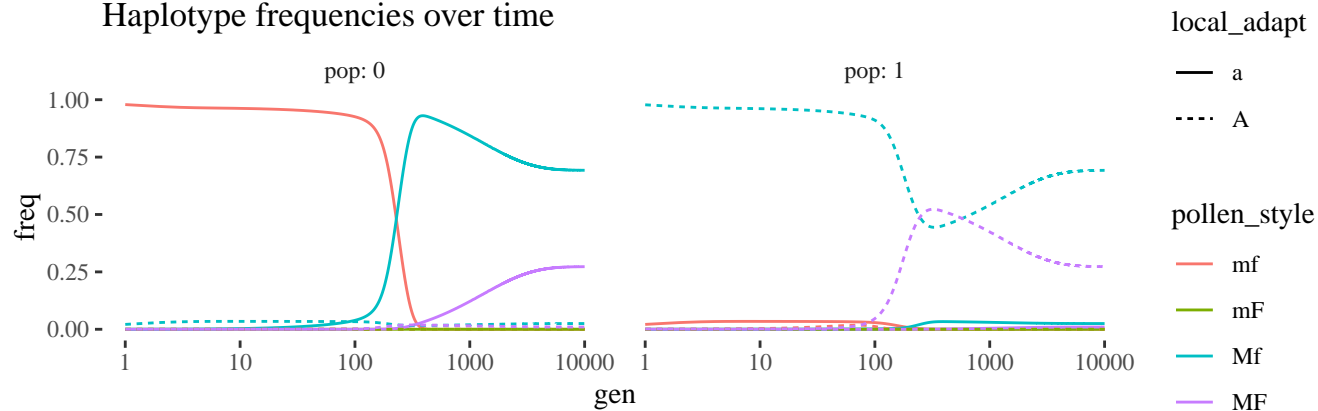 Haplotype frequencies over time
pop: 0
pop: 1
1.00
0.75
0.50
0.25
0.00
freq
1
10
100
1000
10000
1
10
100
1000
10000
gen
local_adapt
a
A
pollen_style
mf
mF
Mf
MF